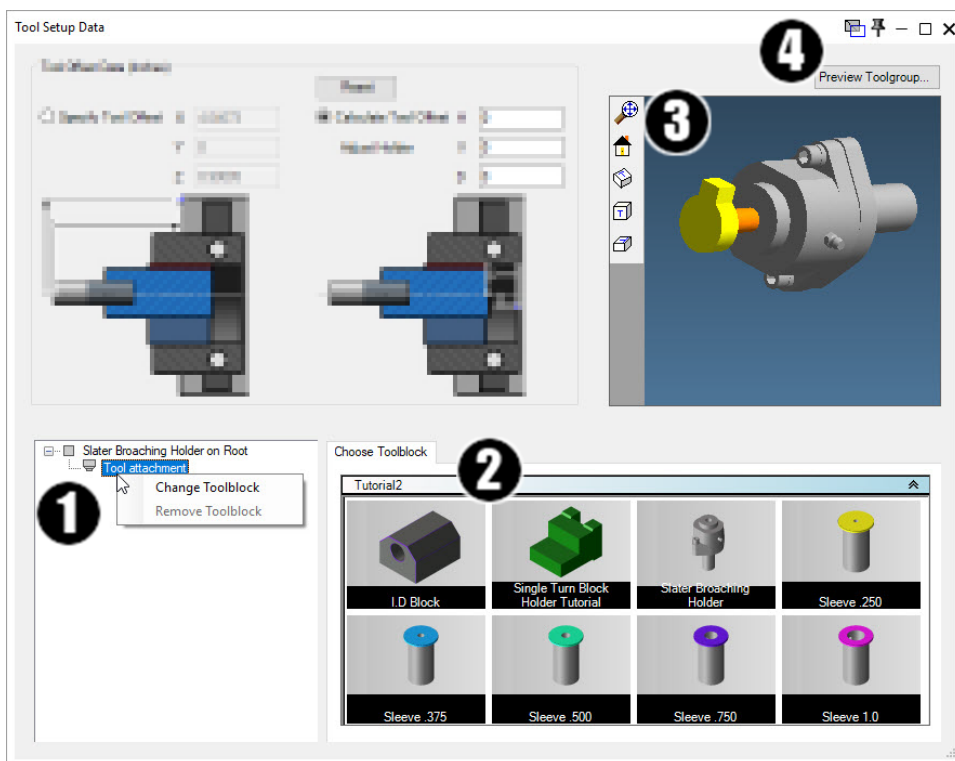 Tool Setup Data
4
Preview Toolgroup...
3
T
Slater Broaching Holder on Root
Tool attachment
Change Toolblock
Remove Toolblock
1
Choose Toolblock
2
Tutorial2
I.D Block
Single Turn Block
Holder Tutorial
Slater Broaching
Holder
Sleeve .250
Sleeve .375
Sleeve .500
Sleeve .750
Sleeve 1.0